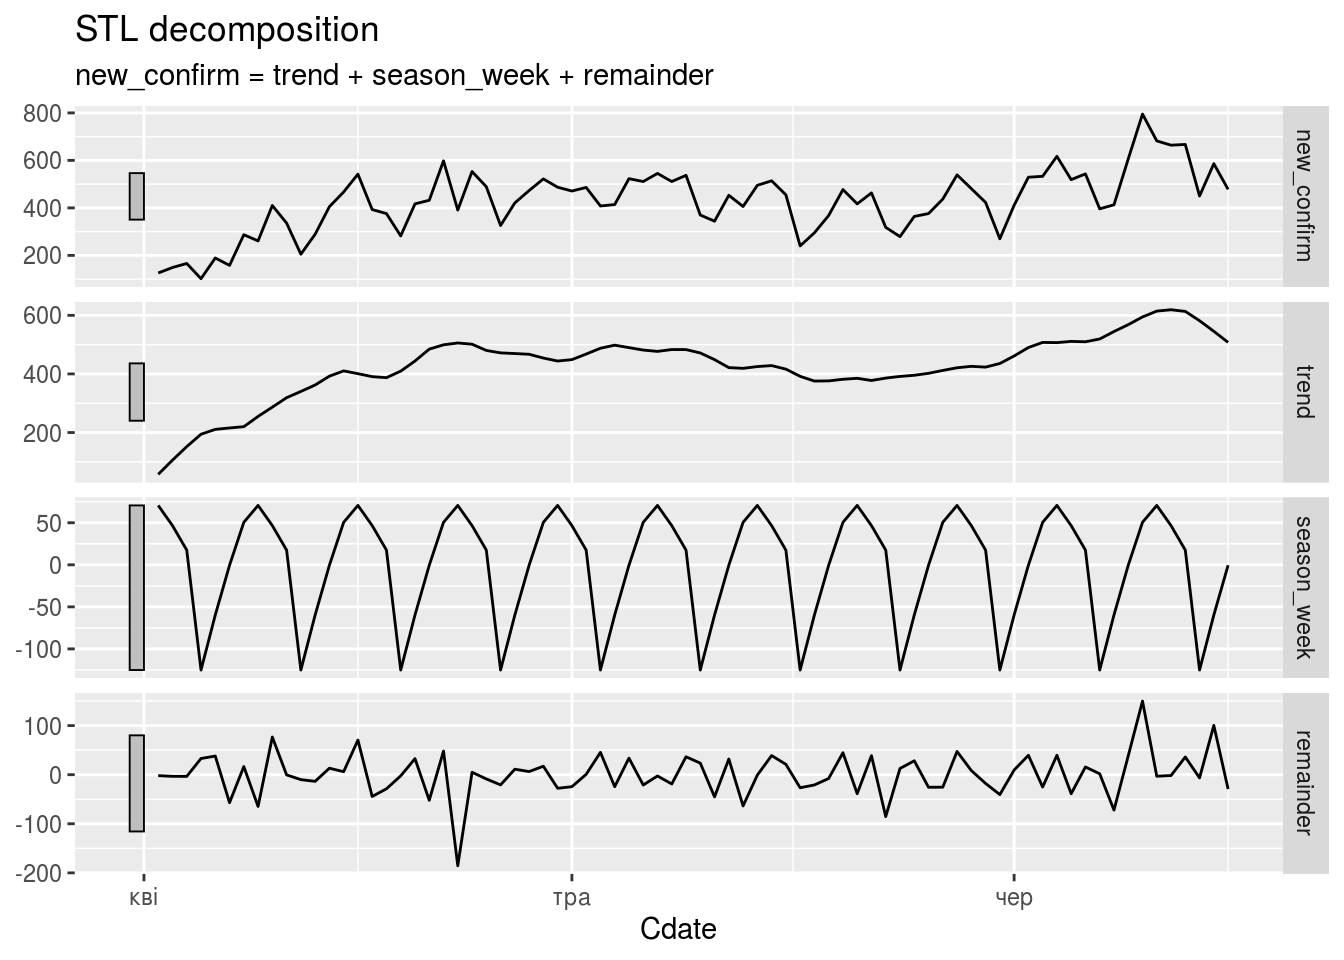 STL decomposition
new_confirm = trend + season_week + remainder
800
600
400
200
new_confirm
600
400
200
trend
50
0
-50
-100
season_week
100
0
-100
-200
remainder
кві
тра
чер
Cdate